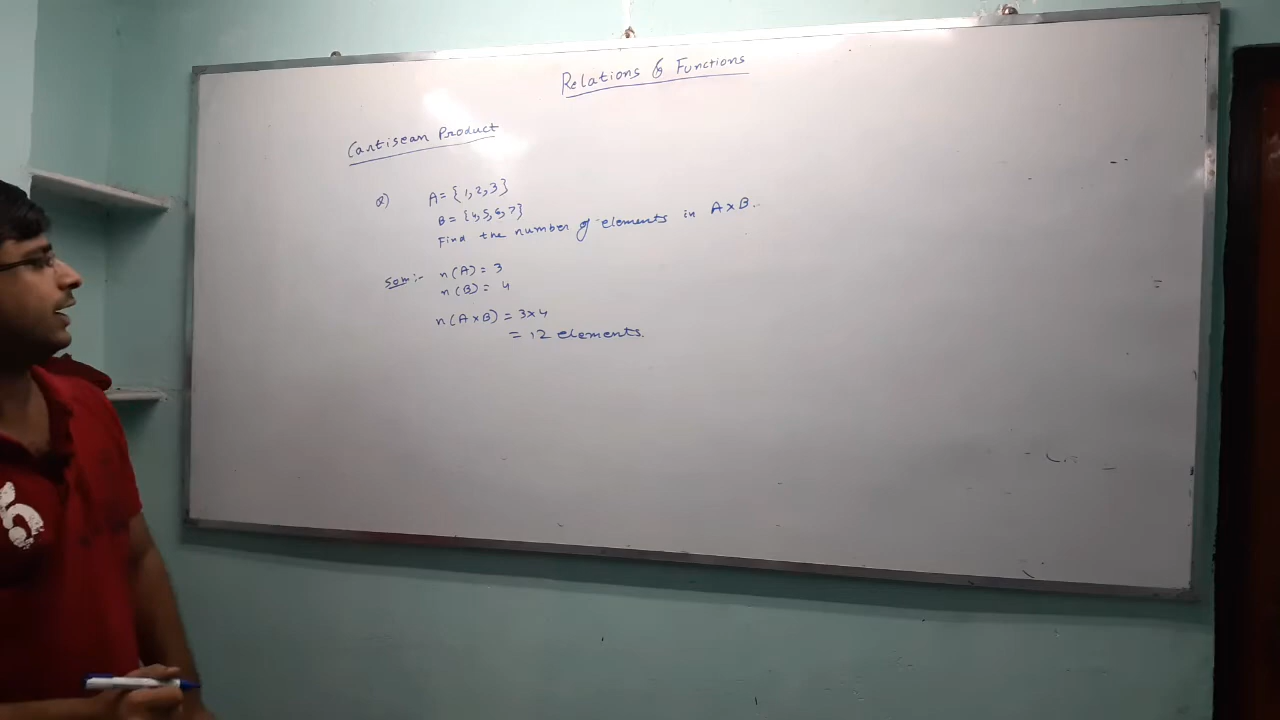 Relations & Functions
Cartisean Product
Q) A = {1,2,3}
B = {4,5,6,7}
Find the number of elements in A×B.
Soln:- n(A) = 3
n(B) = 4
n(A×B) = 3×4
= 12 elements.